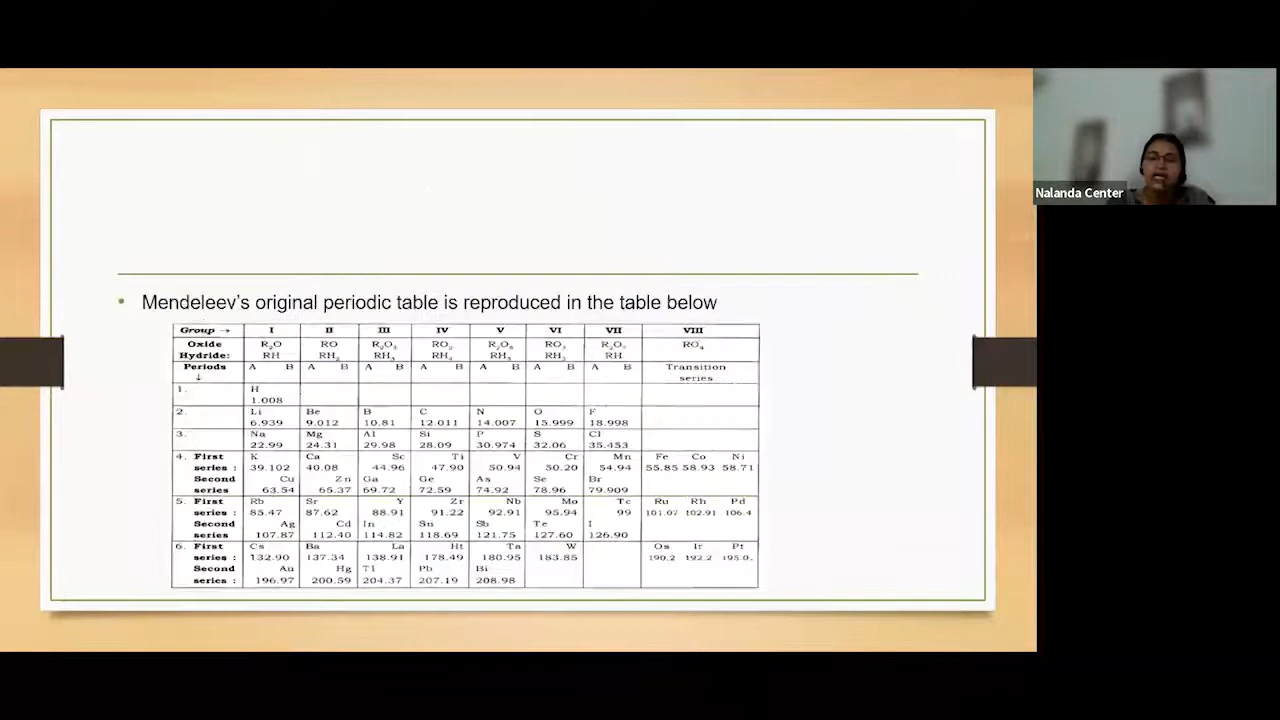 Nalanda Center
• Mendeleev's original periodic table is reproduced in the table below
Group → I II III IV V VI VII VIII
Oxide R₂O RO R₂O₃ RO₂ R₂O₅ RO₃ R₂O₇ RO₄
Hydride: RH RH₂ RH₃ RH₄ RH₃ RH₂ RH
Periods A B A B A B A B A B A B A B Transition
↓ series
1. H
1.008
2. Li Be B C N O F
6.939 9.012 10.81 12.011 14.007 15.999 18.998
3. Na Mg Al Si P S Cl
22.99 24.31 29.98 28.09 30.974 32.06 35.453
4. First K Ca Sc Ti V Cr Mn Fe Co Ni
series : 39.102 40.08 44.96 47.90 50.94 50.20 54.94 55.85 58.93 58.71
Second Cu Zn Ga Ge As Se Br
series 63.54 65.37 69.72 72.59 74.92 78.96 79.909
5. First Rb Sr Y Zr Nb Mo Tc Ru Rh Pd
series : 85.47 87.62 88.91 91.22 92.91 95.94 99 101.07 102.91 106.4
Second Ag Cd In Sn Sb Te I
series 107.87 112.40 114.82 118.69 121.75 127.60 126.90
6. First Cs Ba La Ta W Os Ir Pt
series : 132.90 137.34 138.91 178.49 180.95 183.85 190.2 192.2
Second Au Hg Tl Pb Bi
series : 196.97 200.59 204.37 207.19 208.98